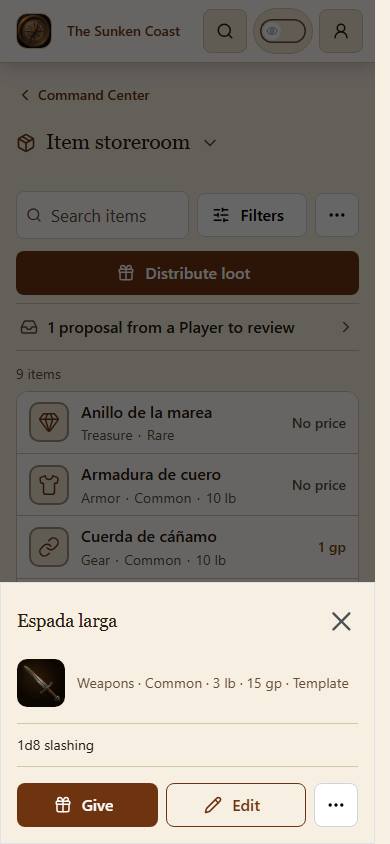 The Sunken Coast
Command Center
Item storeroom
Search items
Filters
Distribute loot
1 proposal from a Player to review
9 items
Anillo de la marea
Treasure · Rare
No price
Armadura de cuero
Armor · Common · 10 lb
No price
Cuerda de cáñamo
Gear · Common · 10 lb
1 gp
Espada larga
Weapons · Common · 3 lb · 15 gp · Template
1d8 slashing
Give
Edit